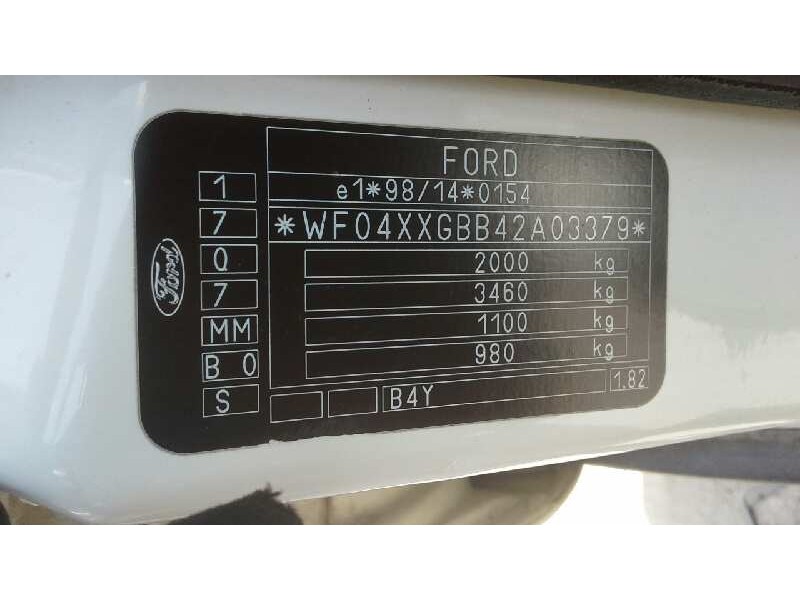 FORD
e1*98/14*0154
*WF04XXGBB42A03379*
2000 kg
3460 kg
1100 kg
980 kg
B4Y
1.82
1
7
Q
7
MM
B 0
S
Ford